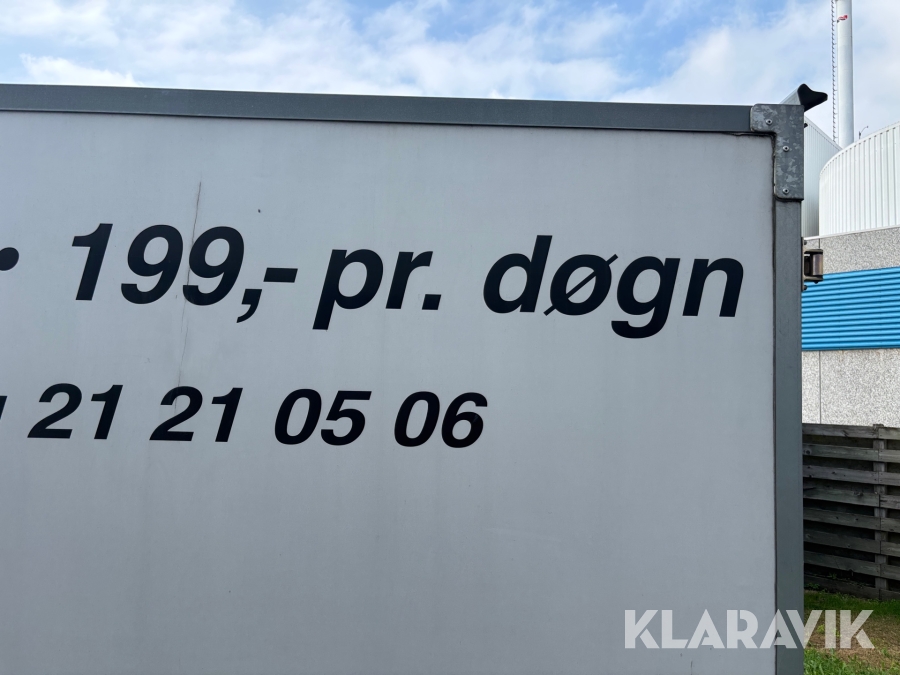 • 199,- pr. døgn
21 21 05 06
KLARAVIK